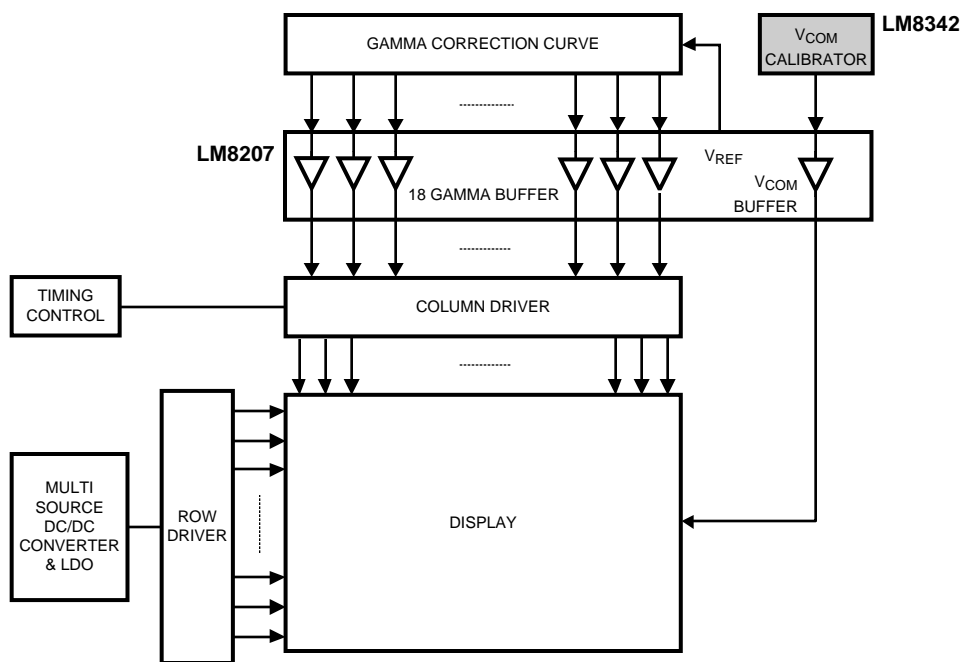 GAMMA CORRECTION CURVE
VCOM
CALIBRATOR
LM8342
LM8207
VREF
18 GAMMA BUFFER
VCOM
BUFFER
TIMING
CONTROL
COLUMN DRIVER
MULTI
SOURCE
DC/DC
CONVERTER
& LDO
ROW
DRIVER
DISPLAY